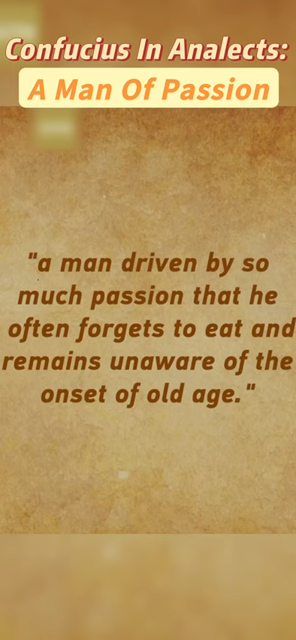 Confucius In Analects:
A Man Of Passion
"a man driven by so
much passion that he
often forgets to eat and
remains unaware of the
onset of old age."